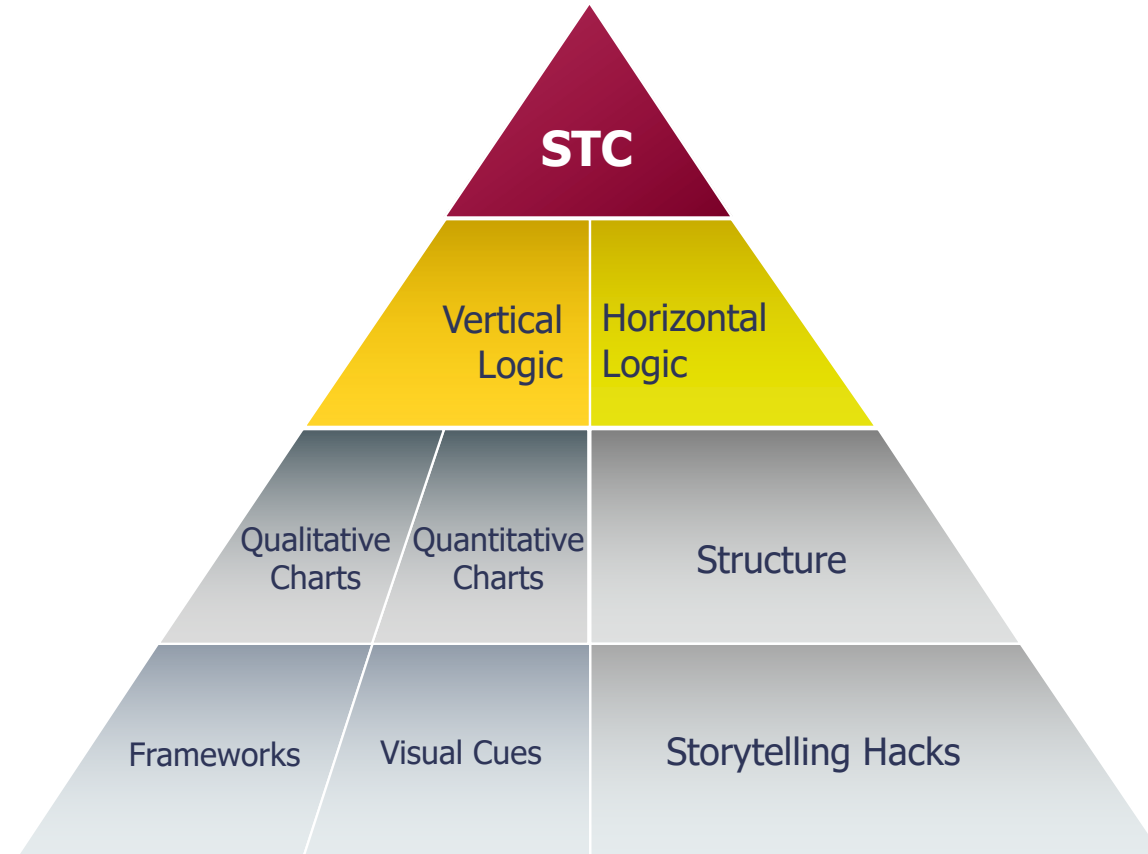 STC
Vertical
Logic
Horizontal
Logic
Qualitative
Charts
Quantitative
Charts
Structure
Frameworks
Visual Cues
Storytelling Hacks